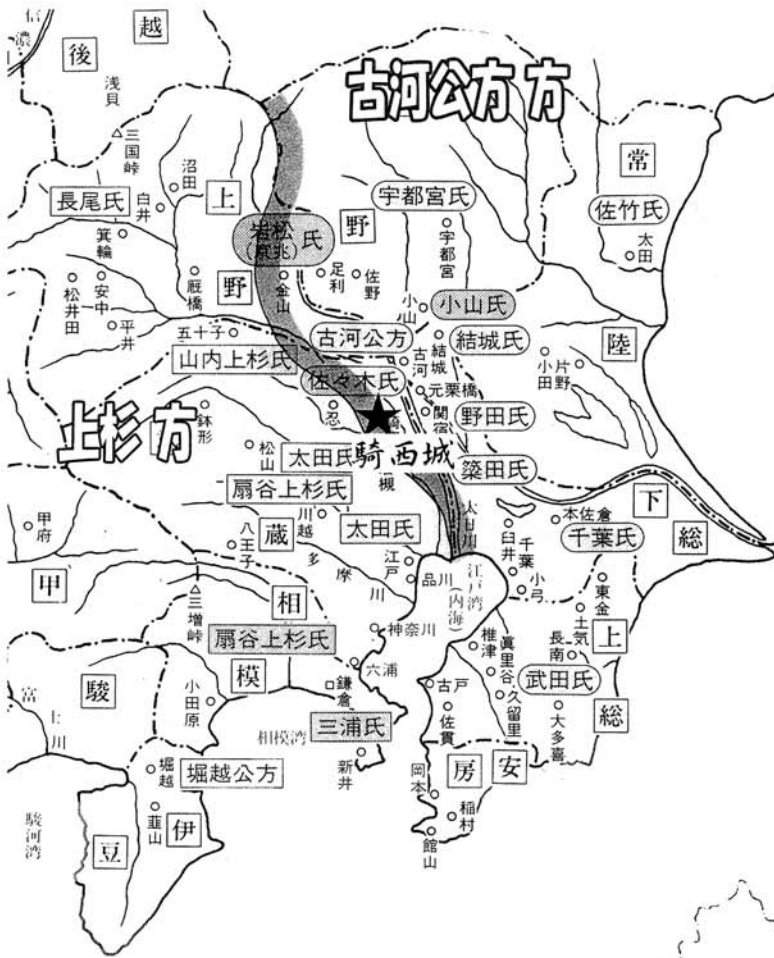 信濃
越
後
浅貝
古河公方方
三国峠
沼田
白井
長尾氏
上
野
箕輪
厩橋
安中
松井田
平井
岩松氏
(京兆)
野
金山
足利
佐野
宇都宮氏
宇都宮
常
佐竹氏
太田
小山
小山氏
五十子
古河公方
結城氏
結城
古河
陸
片野
小田
山内上杉氏
佐々木氏
元栗橋
関宿
野田氏
上杉方
鉢形
忍
騎西城
松山
太田氏
槻
簗田氏
扇谷上杉氏
川越
太田氏
太日川
下
総
本佐倉
千葉氏
甲府
八王子
蔵
多摩川
江戸
品川
江戸湾
(内海)
臼井
千葉
小弓
東金
土気
甲
三増峠
相
模
扇谷上杉氏
神奈川
六浦
鎌倉
椎津
真里谷
久留里
長南
上
総
武田氏
大多喜
駿
富士川
小田原
相模湾
三浦氏
新井
古戸
佐貫
堀越
堀越公方
韮山
伊
豆
駿河湾
岡本
房
安
稲村
館山